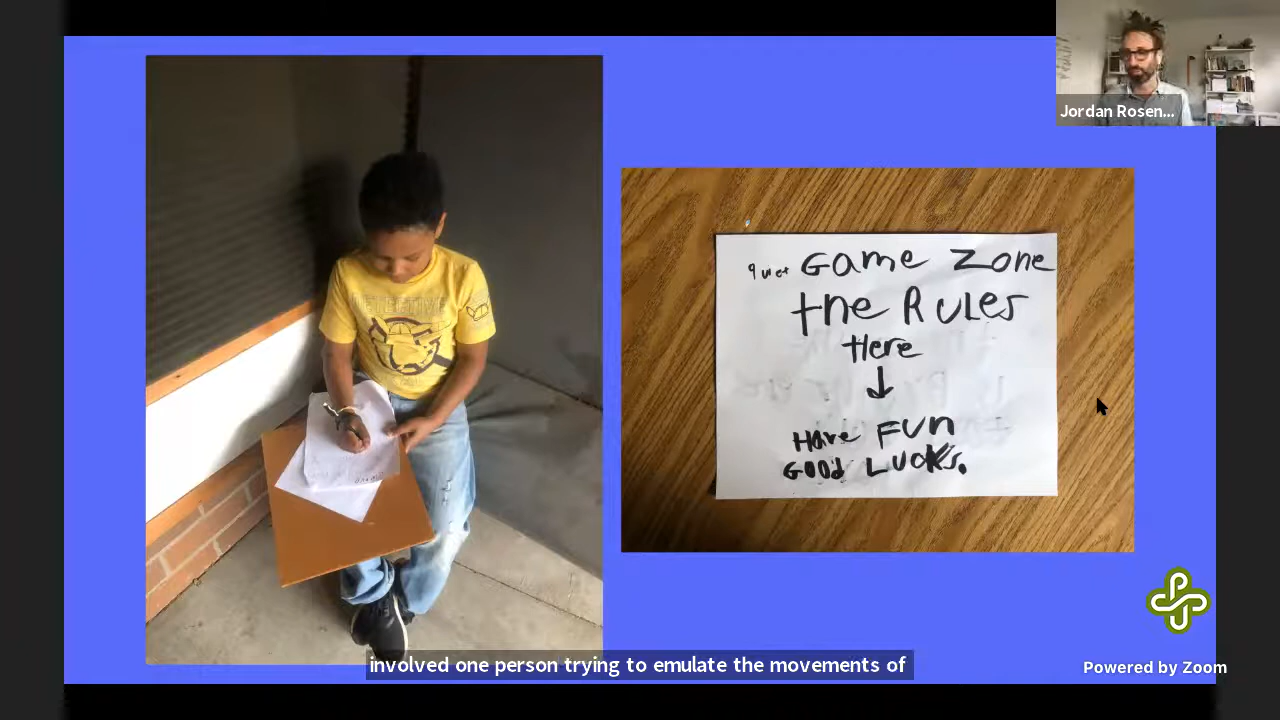 Jordan Rosen...
DETECTIVE
Game Zone
the Rules
Here
↓
Have Fun
Good Lucks.
involved one person trying to emulate the movements of
Powered by Zoom